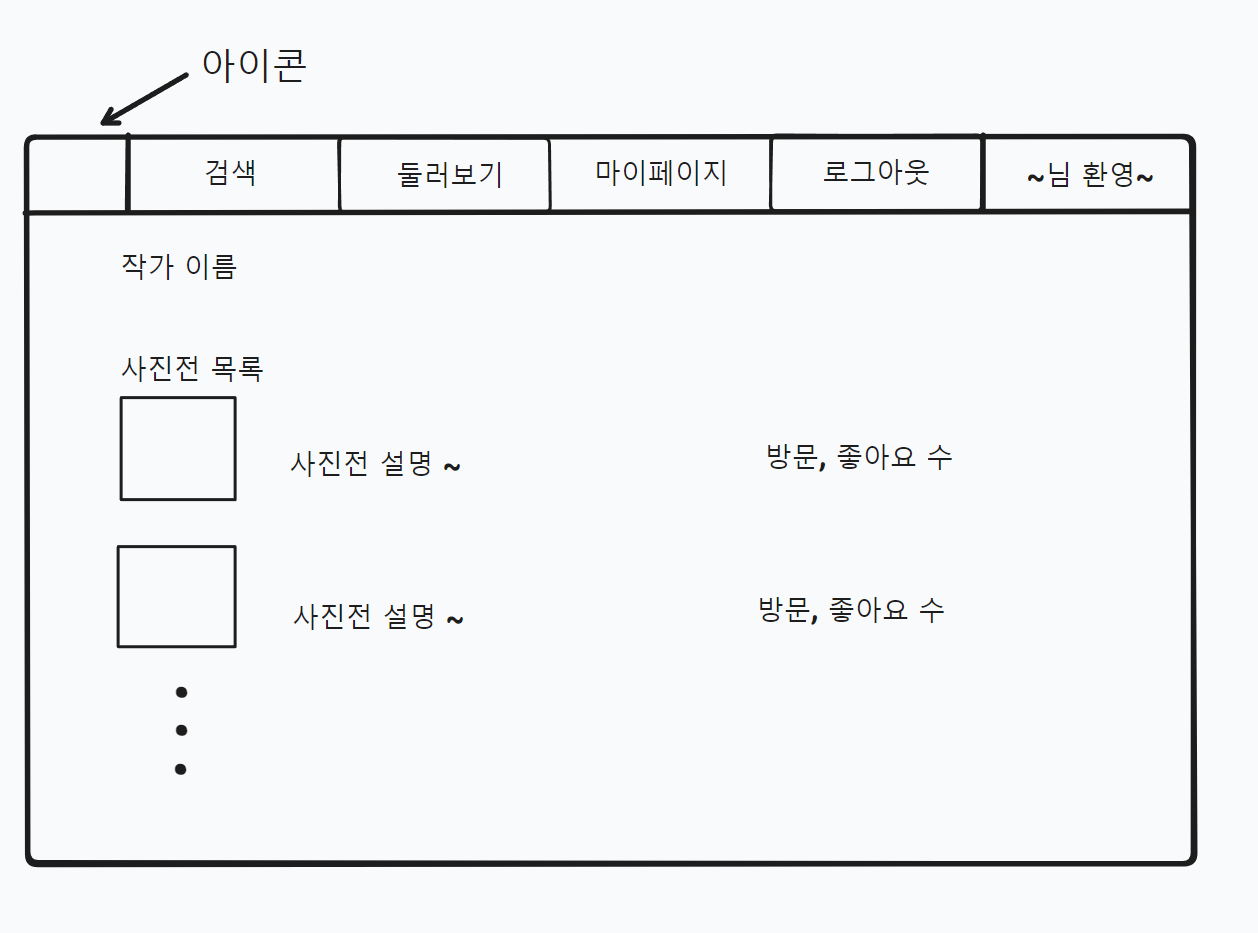 아이콘
검색 둘러보기 마이페이지 로그아웃 ~님 환영~
작가 이름
사진전 목록
사진전 설명 ~ 방문, 좋아요 수
사진전 설명 ~ 방문, 좋아요 수